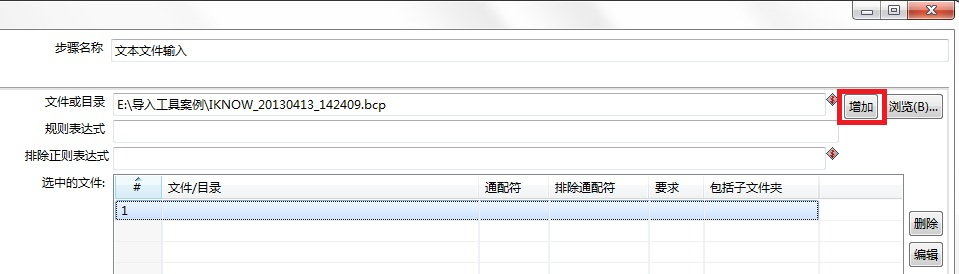 步骤名称 文本文件输入
文件或目录 E:\导入工具案例\IKNOW_20130413_142409.bcp 增加 浏览(B)...
规则表达式
排除正则表达式
选中的文件: # 文件/目录 通配符 排除通配符 要求 包括子文件夹
1
删除
编辑